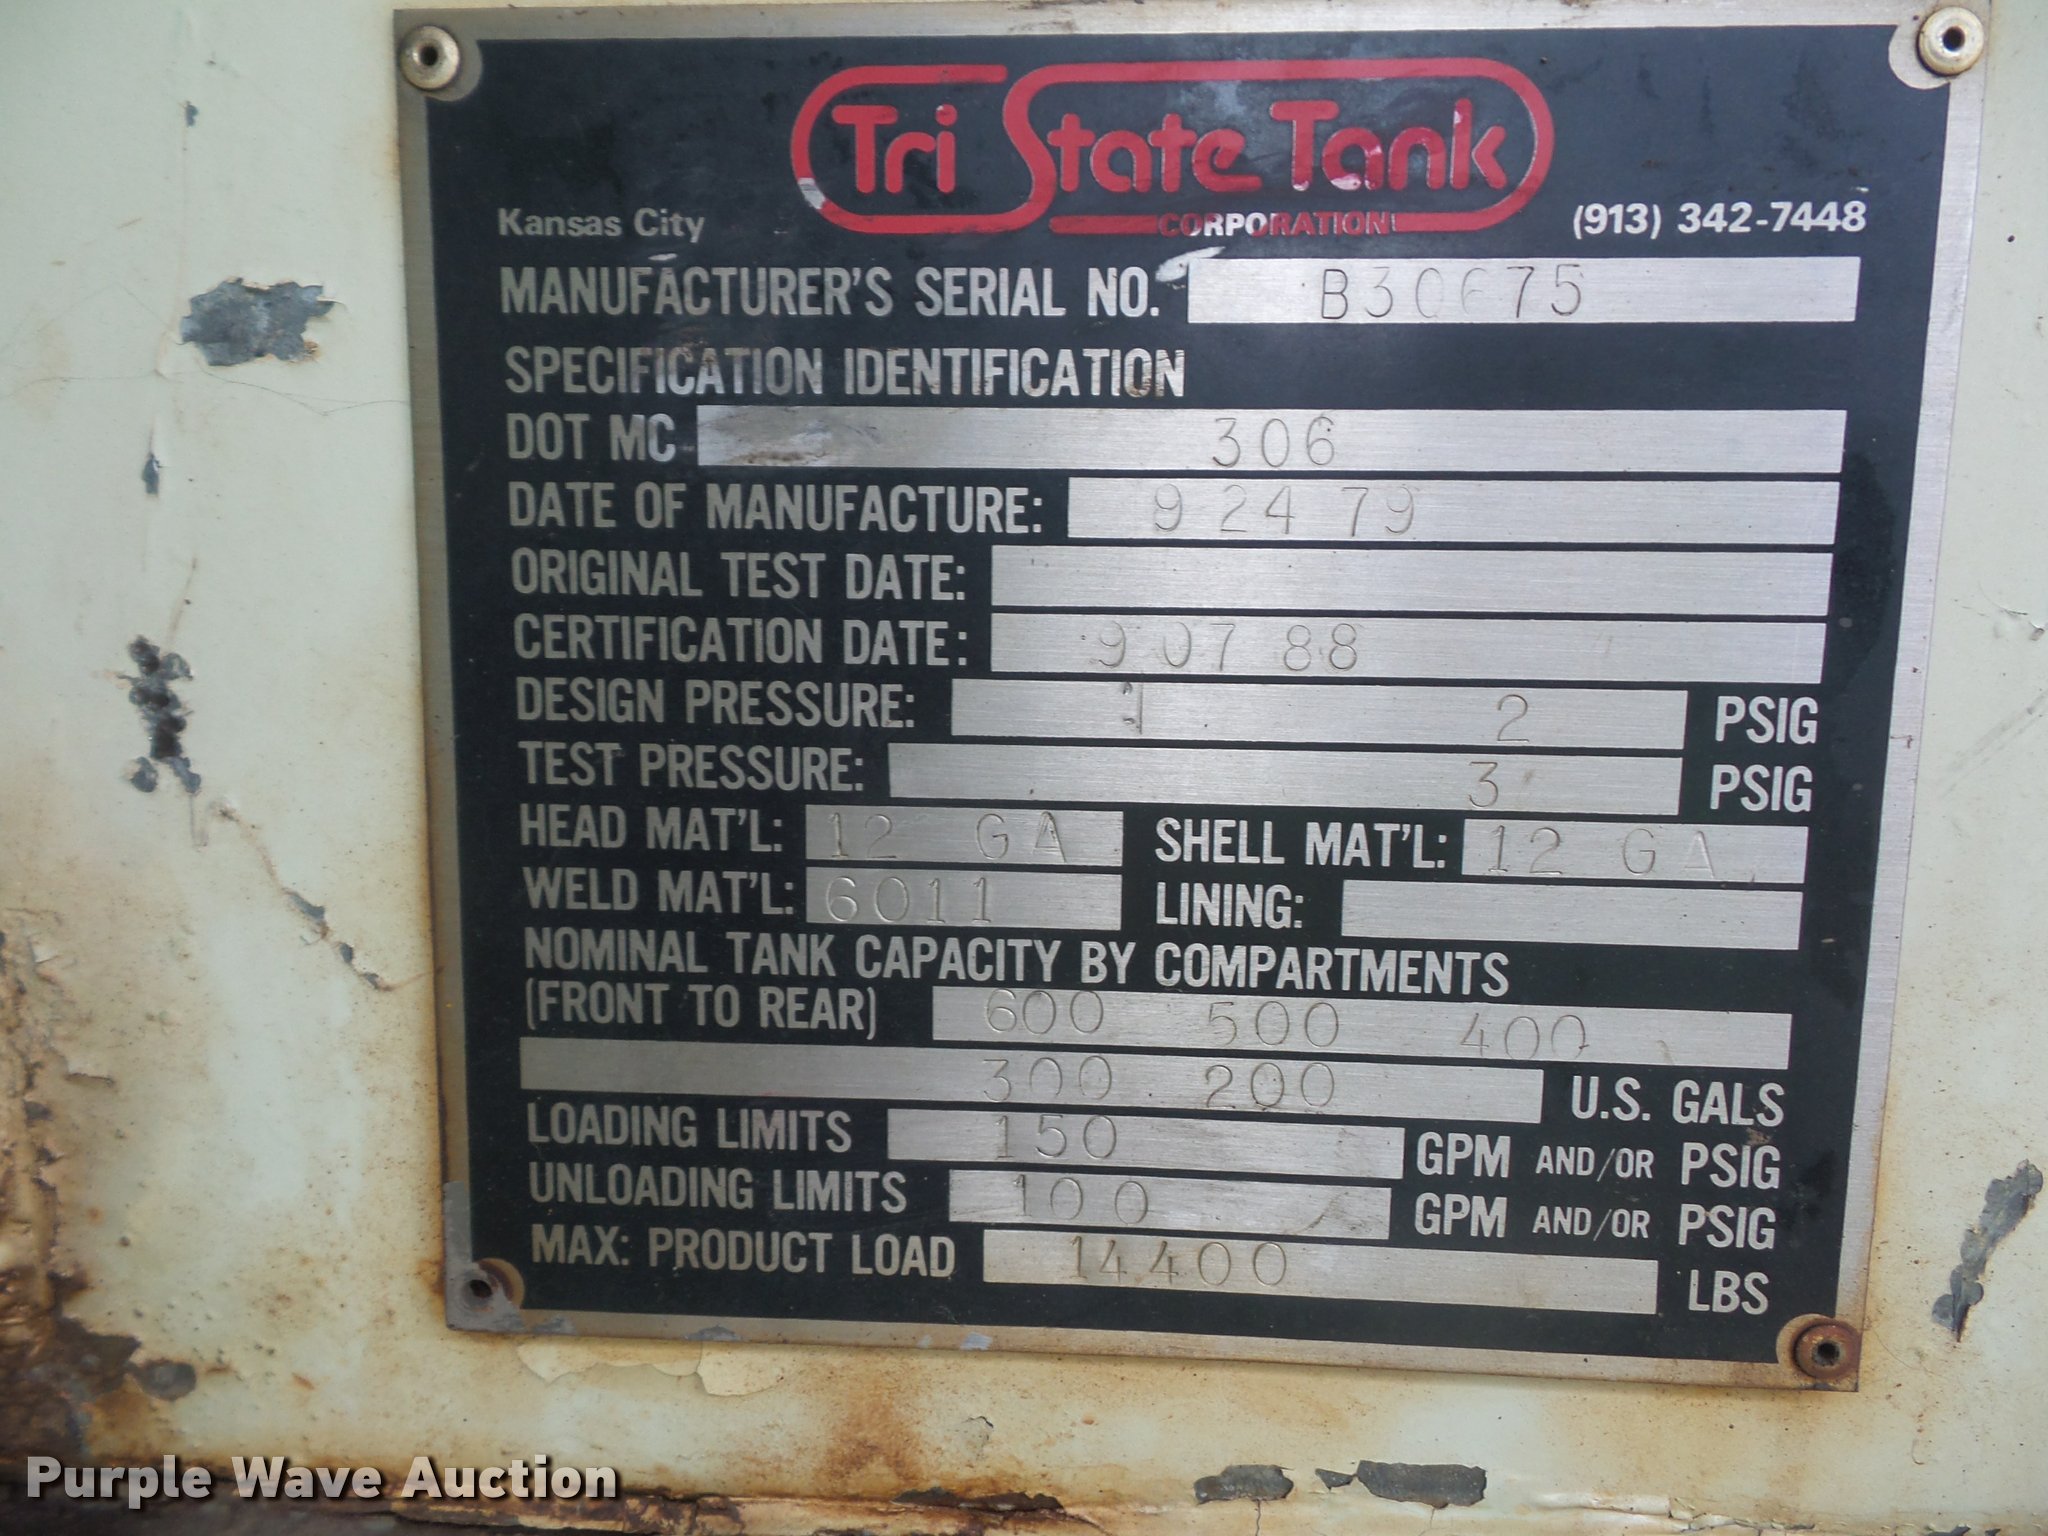 Tri State Tank
CORPORATION
Kansas City
(913) 342-7448
MANUFACTURER'S SERIAL NO. B30675
SPECIFICATION IDENTIFICATION
DOT MC- 306
DATE OF MANUFACTURE: 9 24 79
ORIGINAL TEST DATE:
CERTIFICATION DATE: 9 07 88
DESIGN PRESSURE: 2 PSIG
TEST PRESSURE: 3 PSIG
HEAD MAT'L: 12 GA SHELL MAT'L: 12 GA
WELD MAT'L: 6011 LINING:
NOMINAL TANK CAPACITY BY COMPARTMENTS
(FRONT TO REAR) 600 500 400
300 200 U.S. GALS
LOADING LIMITS 150 GPM AND/OR PSIG
UNLOADING LIMITS 100 GPM AND/OR PSIG
MAX: PRODUCT LOAD 14400 LBS
Purple Wave Auction